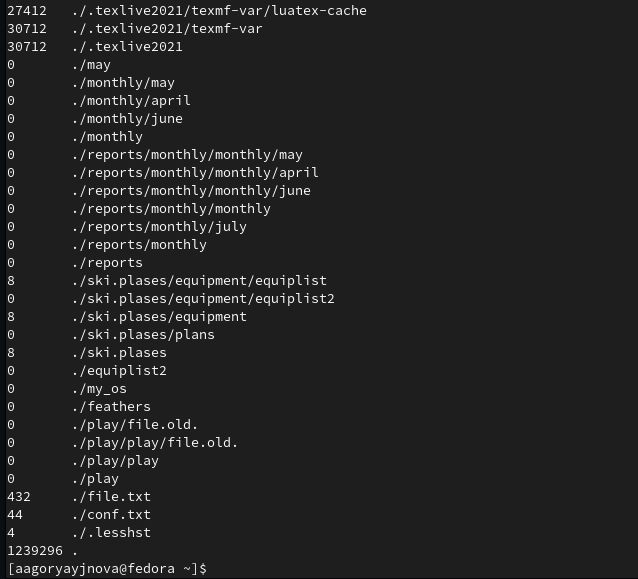 27412   ./.texlive2021/texmf-var/luatex-cache
30712   ./.texlive2021/texmf-var
30712   ./.texlive2021
0       ./may
0       ./monthly/may
0       ./monthly/april
0       ./monthly/june
0       ./monthly
0       ./reports/monthly/monthly/may
0       ./reports/monthly/monthly/april
0       ./reports/monthly/monthly/june
0       ./reports/monthly/monthly
0       ./reports/monthly/july
0       ./reports/monthly
0       ./reports
8       ./ski.plases/equipment/equiplist
0       ./ski.plases/equipment/equiplist2
8       ./ski.plases/equipment
0       ./ski.plases/plans
8       ./ski.plases
0       ./equiplist2
0       ./my_os
0       ./feathers
0       ./play/file.old.
0       ./play/play/file.old.
0       ./play/play
0       ./play
432     ./file.txt
44      ./conf.txt
4       ./.lesshst
1239296 .
[aagoryayjnova@fedora ~]$